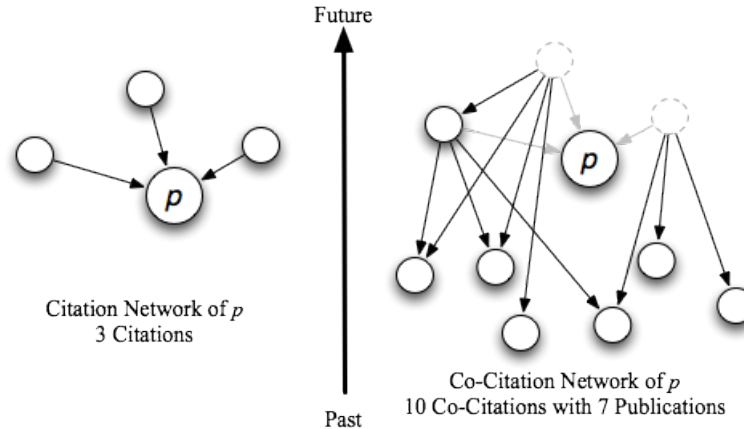 Future
p
p
Citation Network of p
3 Citations
Co-Citation Network of p
10 Co-Citations with 7 Publications
Past